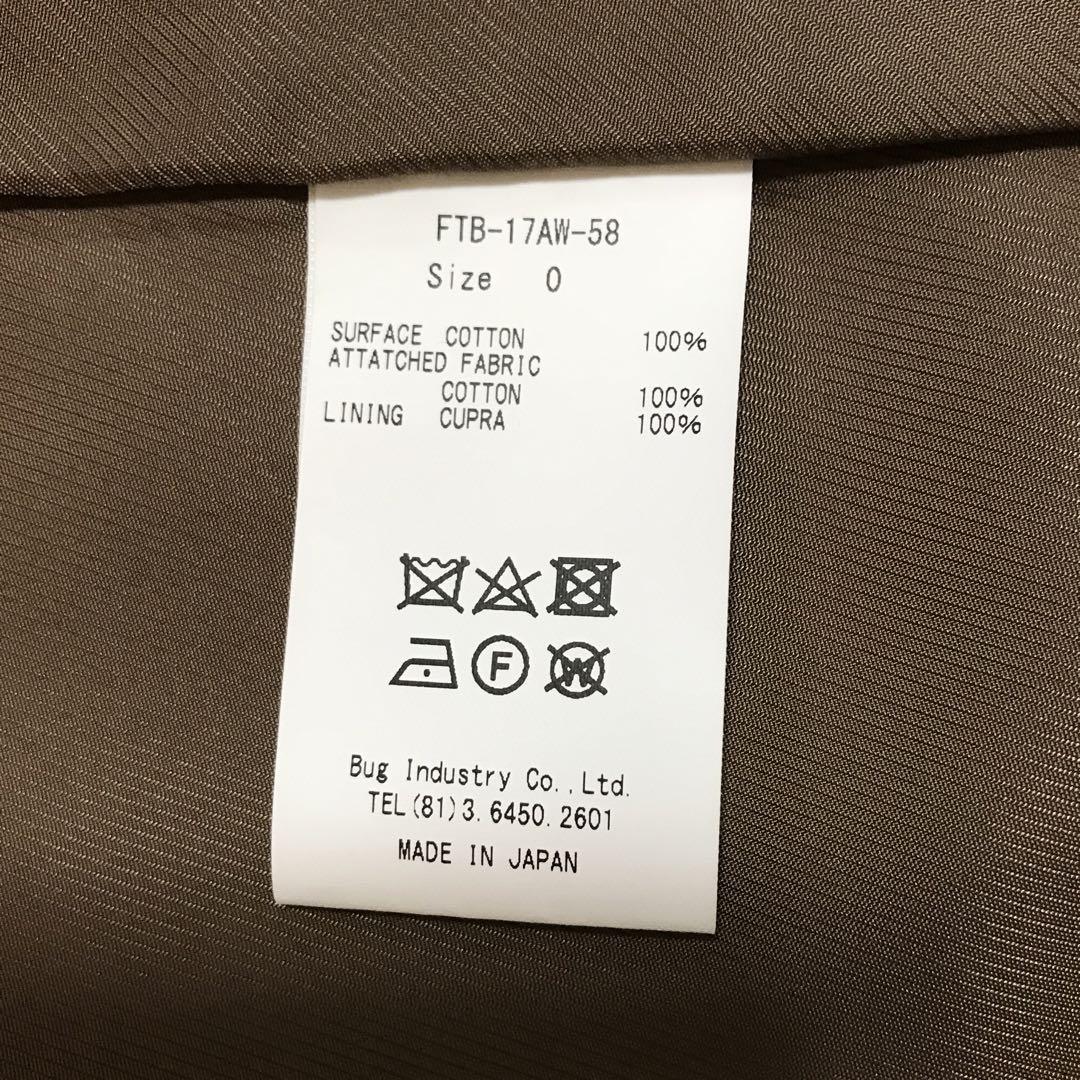 FTB-17AW-58
Size 0
SURFACE COTTON 100%
ATTATCHED FABRIC
COTTON 100%
LINING CUPRA 100%
F W
Bug Industry Co.,Ltd.
TEL(81)3.6450.2601
MADE IN JAPAN